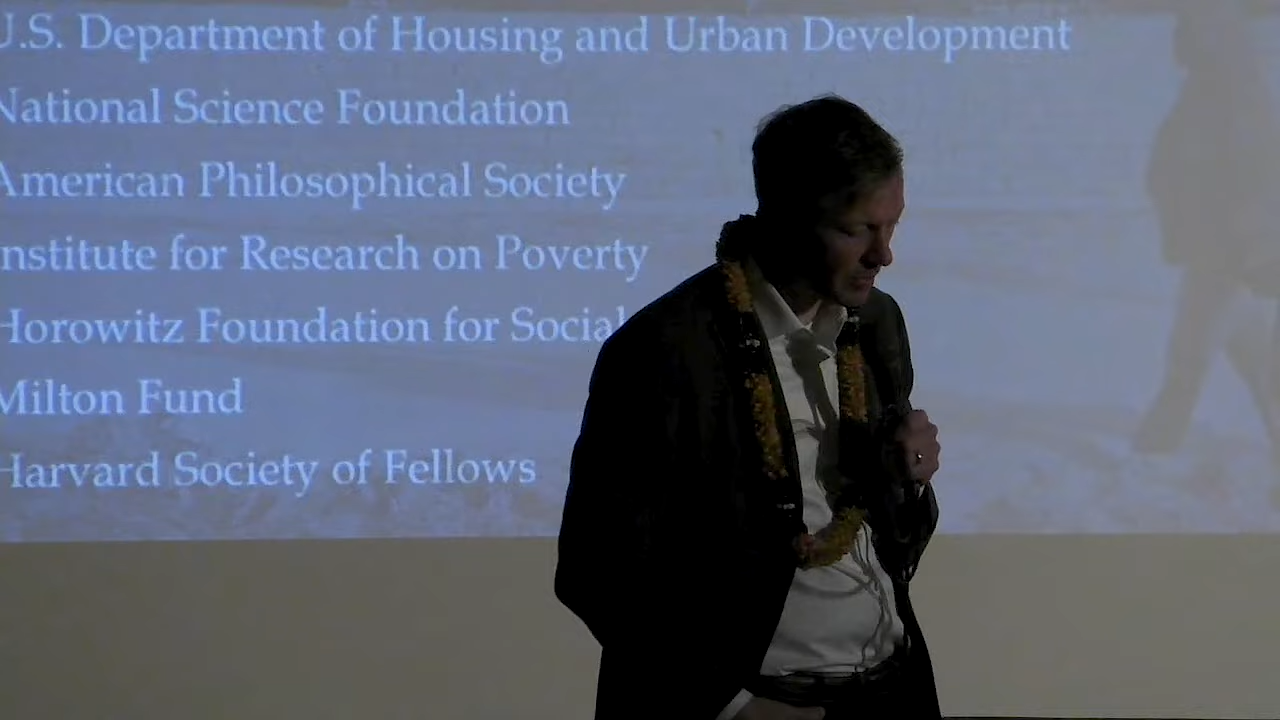 U.S. Department of Housing and Urban Development
National Science Foundation
American Philosophical Society
Institute for Research on Poverty
Horowitz Foundation for Social
Milton Fund
Harvard Society of Fellows